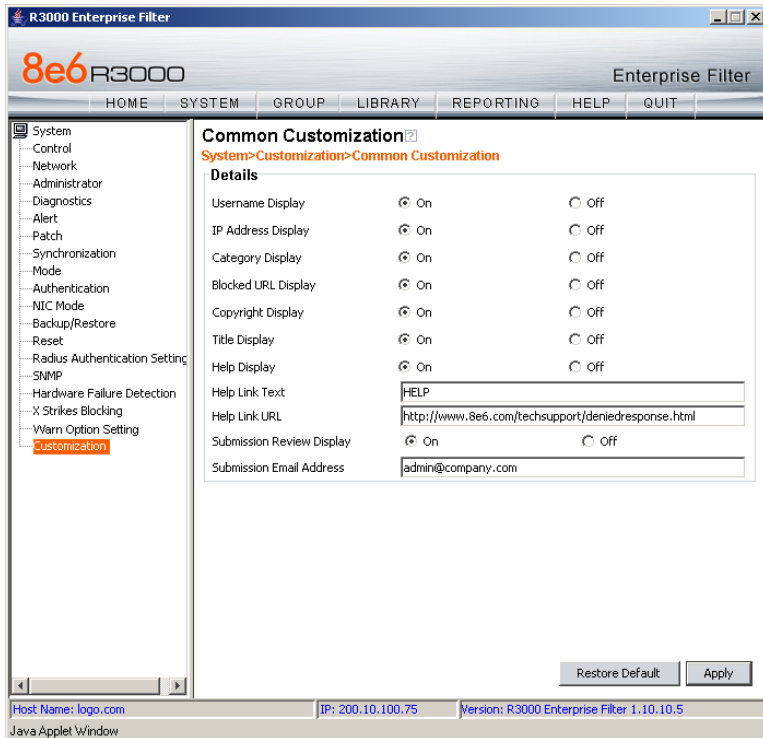 R3000 Enterprise Filter
8e6 R3000
Enterprise Filter
HOME SYSTEM GROUP LIBRARY REPORTING HELP QUIT
System
Control
Network
Administrator
Diagnostics
Alert
Patch
Synchronization
Mode
Authentication
NIC Mode
Backup/Restore
Reset
Radius Authentication Setting
SNMP
Hardware Failure Detection
X Strikes Blocking
Warn Option Setting
Customization
Common Customization ?
System>Customization>Common Customization
Details
Username Display On Off
IP Address Display On Off
Category Display On Off
Blocked URL Display On Off
Copyright Display On Off
Title Display On Off
Help Display On Off
Help Link Text HELP
Help Link URL http://www.8e6.com/techsupport/deniedresponse.html
Submission Review Display On Off
Submission Email Address admin@company.com
Restore Default Apply
Host Name: logo.com IP: 200.10.100.75 Version: R3000 Enterprise Filter 1.10.10.5
Java Applet Window